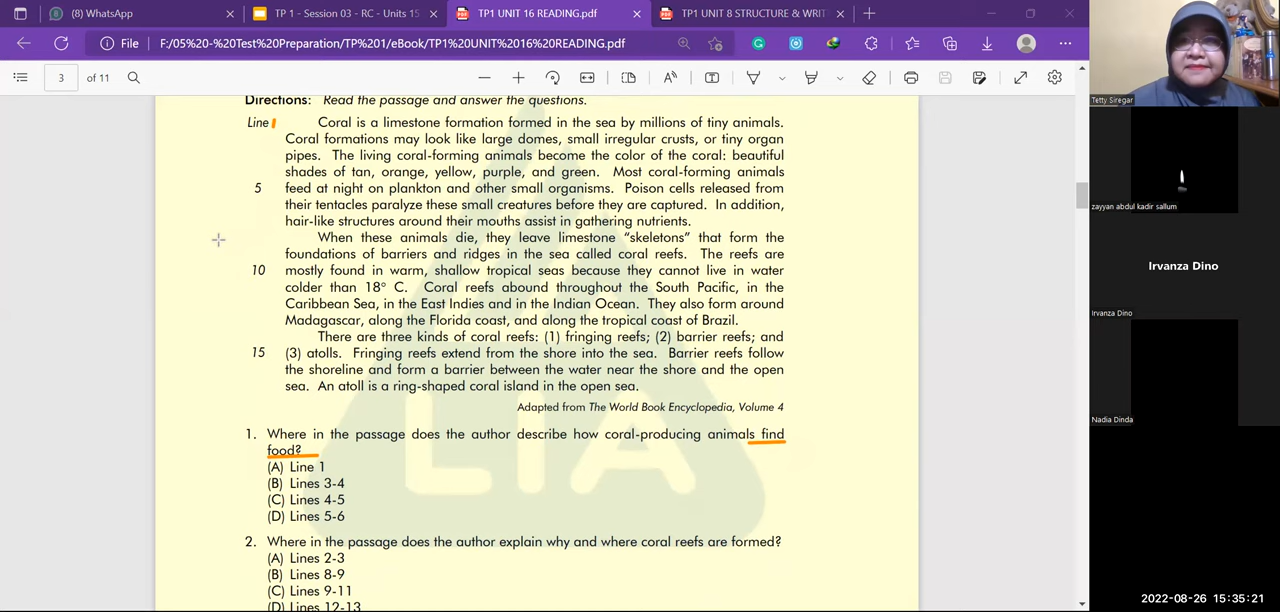 (8) WhatsApp
TP 1 - Session 03 - RC - Units 15
TP1 UNIT 16 READING.pdf
TP1 UNIT 8 STRUCTURE & WRIT
File
F:/05%20-%20Test%20Preparation/TP%201/eBook/TP1%20UNIT%2016%20READING.pdf
3 of 11
Directions: Read the passage and answer the questions.
Line Coral is a limestone formation formed in the sea by millions of tiny animals.
Coral formations may look like large domes, small irregular crusts, or tiny organ
pipes. The living coral-forming animals become the color of the coral: beautiful
shades of tan, orange, yellow, purple, and green. Most coral-forming animals
5 feed at night on plankton and other small organisms. Poison cells released from
their tentacles paralyze these small creatures before they are captured. In addition,
hair-like structures around their mouths assist in gathering nutrients.
When these animals die, they leave limestone “skeletons” that form the
foundations of barriers and ridges in the sea called coral reefs. The reefs are
10 mostly found in warm, shallow tropical seas because they cannot live in water
colder than 18° C. Coral reefs abound throughout the South Pacific, in the
Caribbean Sea, in the East Indies and in the Indian Ocean. They also form around
Madagascar, along the Florida coast, and along the tropical coast of Brazil.
There are three kinds of coral reefs: (1) fringing reefs; (2) barrier reefs; and
15 (3) atolls. Fringing reefs extend from the shore into the sea. Barrier reefs follow
the shoreline and form a barrier between the water near the shore and the open
sea. An atoll is a ring-shaped coral island in the open sea.
Adapted from The World Book Encyclopedia, Volume 4
1. Where in the passage does the author describe how coral-producing animals find
food?
(A) Line 1
(B) Lines 3-4
(C) Lines 4-5
(D) Lines 5-6
2. Where in the passage does the author explain why and where coral reefs are formed?
(A) Lines 2-3
(B) Lines 8-9
(C) Lines 9-11
(D) Lines 12-13
LIA
Tetty Siregar
zayyan abdul kadir sallum
Irvanza Dino
Irvanza Dino
Nadia Dinda
2022-08-26 15:35:21